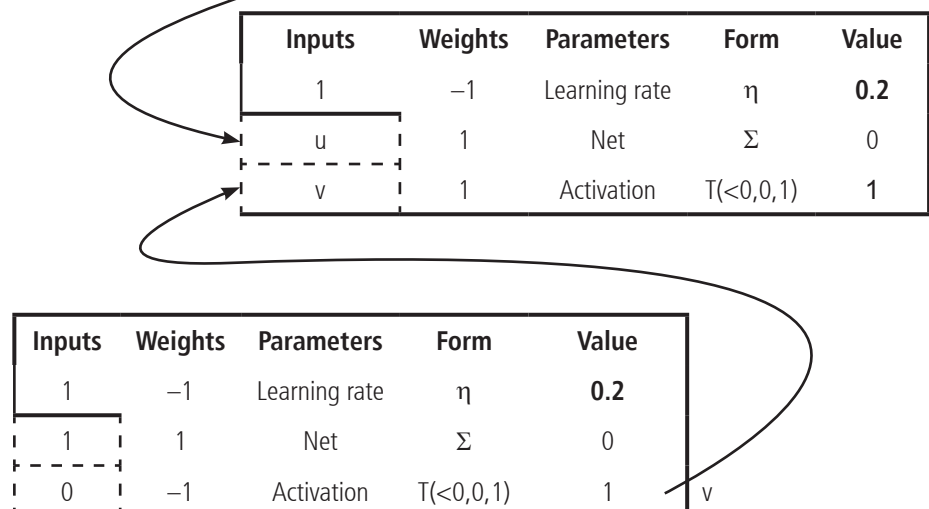 Inputs Weights Parameters Form Value
1 –1 Learning rate η 0.2
u 1 Net Σ 0
v 1 Activation T(<0,0,1) 1
Inputs Weights Parameters Form Value
1 –1 Learning rate η 0.2
1 1 Net Σ 0
0 –1 Activation T(<0,0,1) 1 v